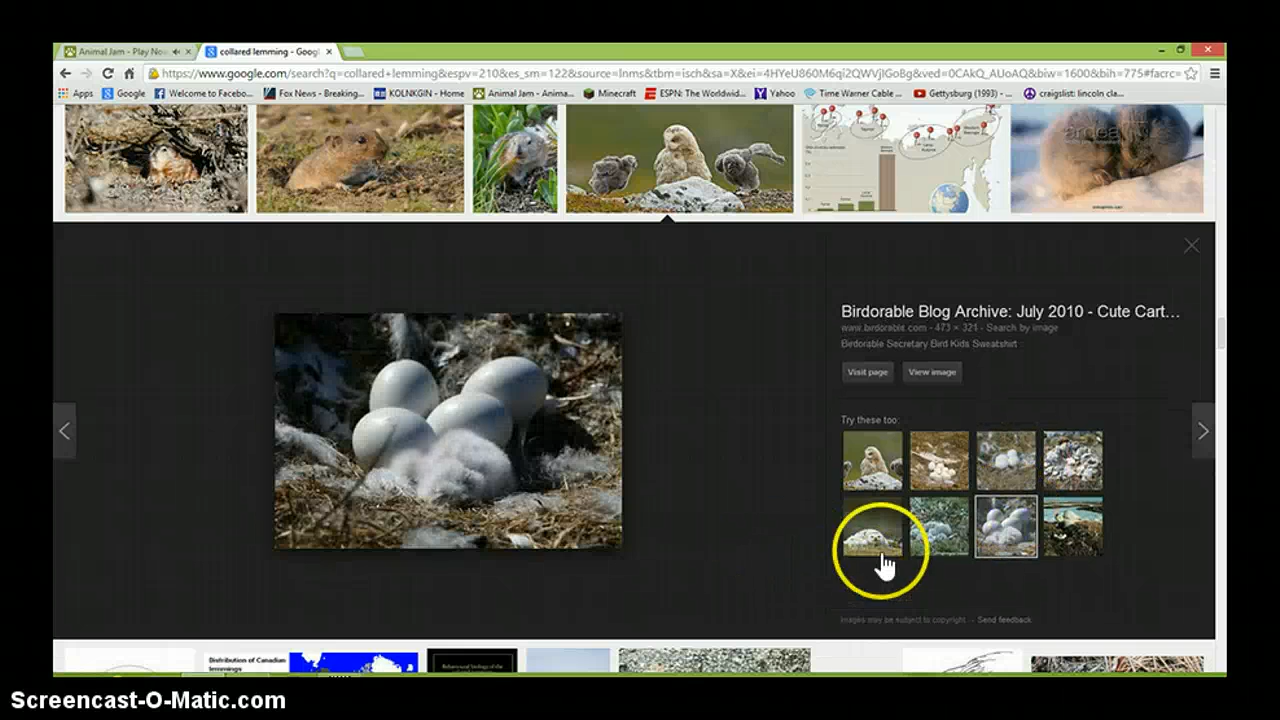 Animal Jam - Play Now
collared lemming - Googl
https://www.google.com/search?q=collared+lemming&espv=210&es_sm=122&source=lnms&tbm=isch&sa=X&ei=4HYeU860M6qi2QWVjIGoBg&ved=0CAkQ_AUoAQ&biw=1600&bih=775#facrc=
Apps Google Welcome to Facebo... Fox News - Breaking... KOLNKGIN - Home Animal Jam - Anima... Minecraft ESPN: The Worldwid... Yahoo Time Warner Cable ... Gettysburg (1993) - ... craigslist: lincoln cla...
Birdorable Blog Archive: July 2010 - Cute Cart...
www.birdorable.com - 473 × 321 - Search by image
Birdorable Secretary Bird Kids Sweatshirt
Visit page View image
Try these too:
Images may be subject to copyright. - Send feedback
Distribution of Canadian
lemmings
Screencast-O-Matic.com